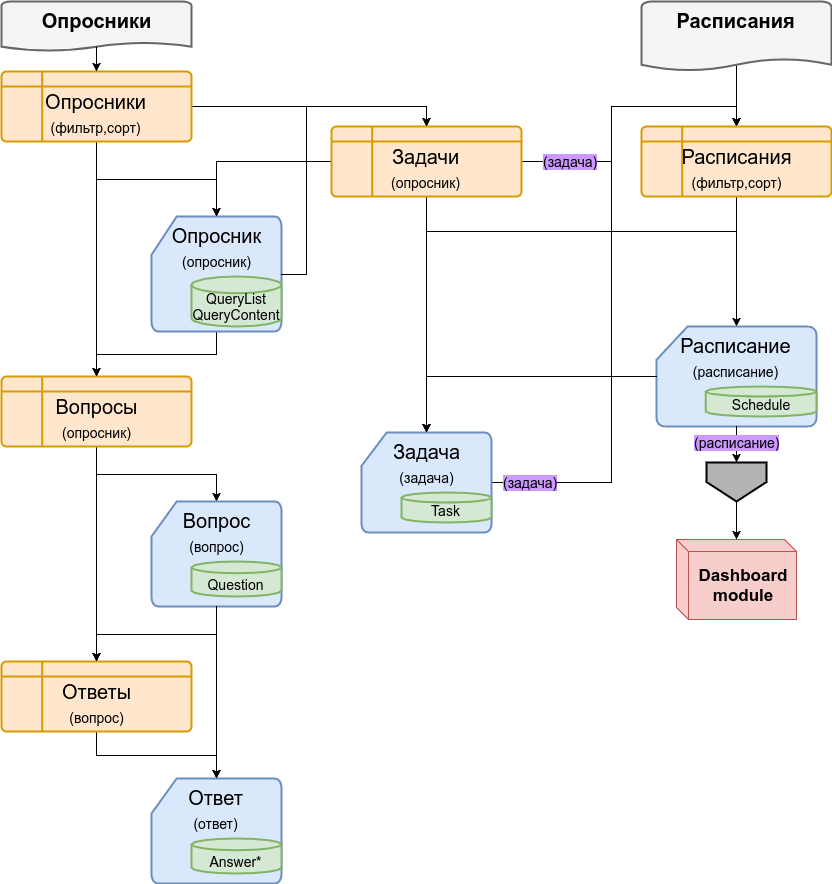 Опросники
Расписания
Опросники
(фильтр,сорт)
Задачи
(опросник)
(задача)
Расписания
(фильтр,сорт)
Опросник
(опросник)
QueryList
QueryContent
Расписание
(расписание)
Schedule
(расписание)
Вопросы
(опросник)
Задача
(задача)
Task
(задача)
Вопрос
(вопрос)
Question
Dashboard
module
Ответы
(вопрос)
Ответ
(ответ)
Answer*